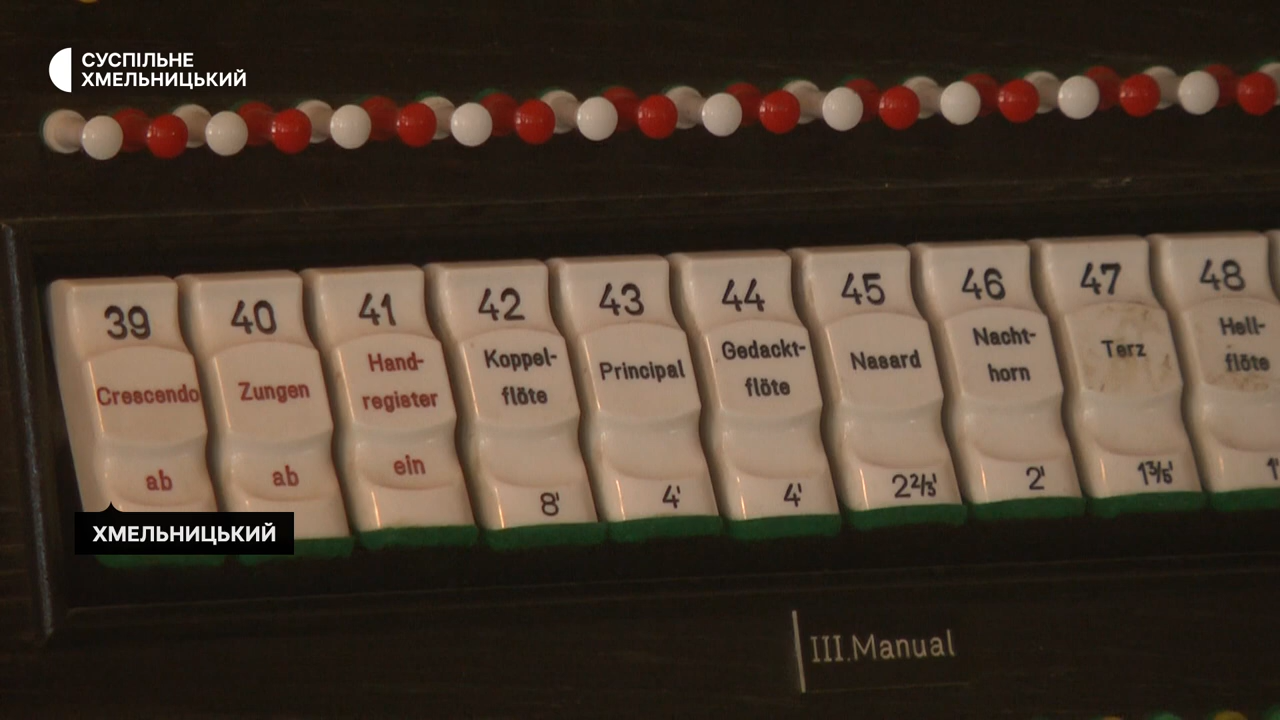 СУСПІЛЬНЕ
ХМЕЛЬНИЦЬКИЙ
39
Crescendo
ab
40
Zungen
ab
41
Hand-
register
ein
42
Koppel-
flöte
8'
43
Principal
4'
44
Gedackt-
flöte
4'
45
Nasard
2⅔'
46
Nacht-
horn
2'
47
Terz
1⅗'
48
Hell-
flöte
1'
ХМЕЛЬНИЦЬКИЙ
III.Manual